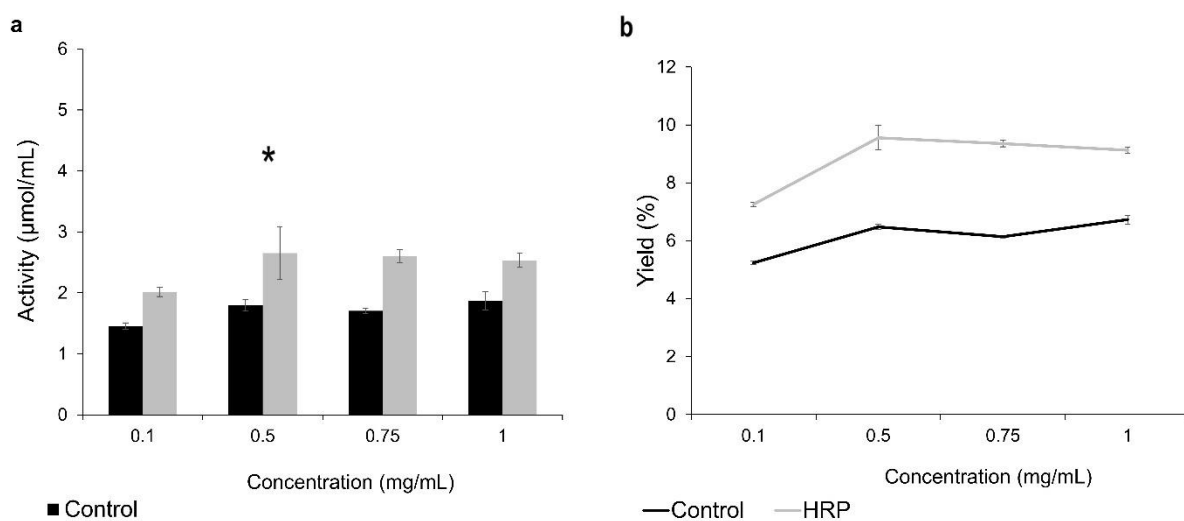 a
6
5
4
3
2
1
0
Activity (µmol/mL)
*
0.1 0.5 0.75 1
Concentration (mg/mL)
Control
b
12
10
8
6
4
2
0
Yield (%)
0.1 0.5 0.75 1
Concentration (mg/mL)
Control HRP